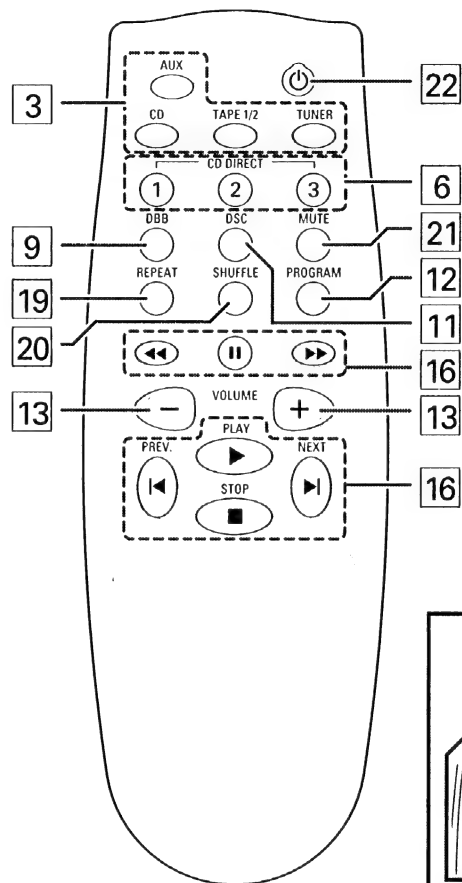 AUX
3 22
CD TAPE 1/2 TUNER
CD DIRECT
1 2 3 6
DBB DSC MUTE
9 21
REPEAT SHUFFLE PROGRAM
19 12
20 11
16
13 − VOLUME + 13
PLAY
PREV. NEXT
STOP
16